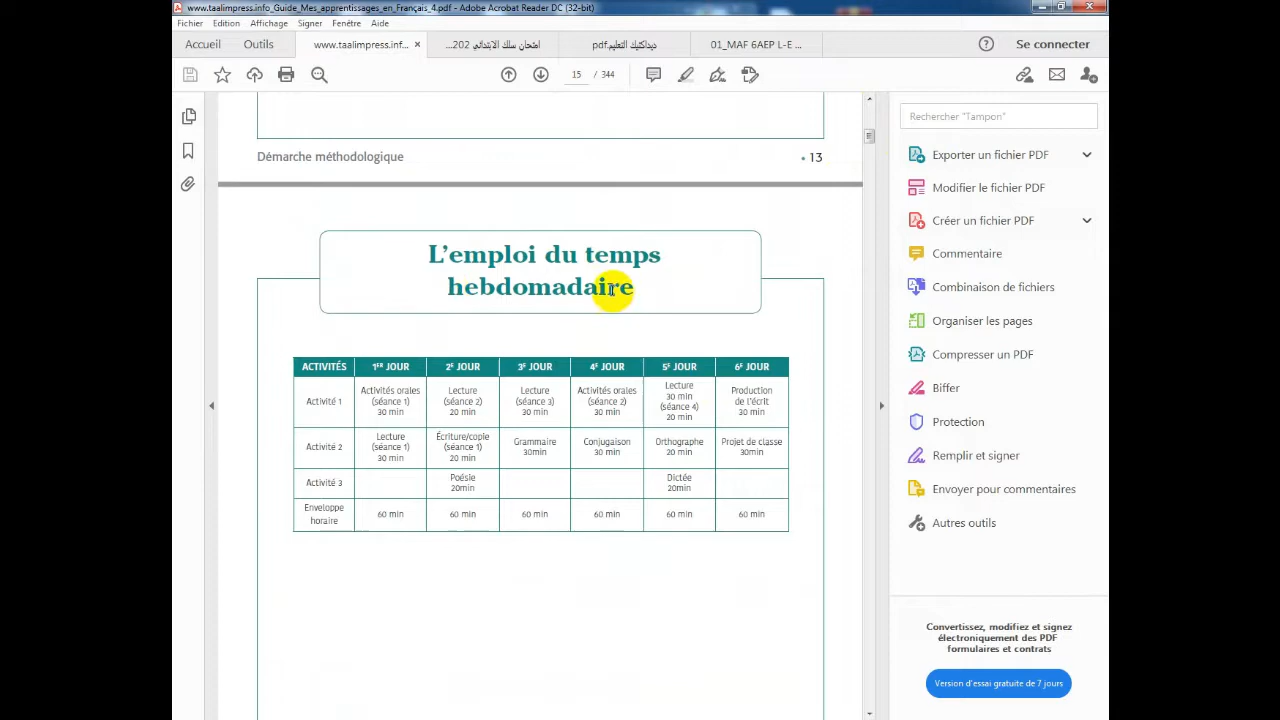 www.taalimpress.info_Guide_Mes_apprentissages_en_Français_4.pdf - Adobe Acrobat Reader DC (32-bit)
Fichier Edition Affichage Signer Fenêtre Aide
Accueil Outils www.taalimpress.inf... × امتحان سلك الابتدائي 202... ديداكتيك التعليم.pdf 01_MAF 6AEP L-E ... Se connecter
15 / 344
Rechercher "Tampon"
Exporter un fichier PDF
Modifier le fichier PDF
Créer un fichier PDF
Commentaire
Combinaison de fichiers
Organiser les pages
Compresser un PDF
Biffer
Protection
Remplir et signer
Envoyer pour commentaires
Autres outils
Convertissez, modifiez et signez
électroniquement des PDF
formulaires et contrats
Version d'essai gratuite de 7 jours
Démarche méthodologique • 13
L'emploi du temps
hebdomadaire
ACTIVITÉS 1ER JOUR 2E JOUR 3E JOUR 4E JOUR 5E JOUR 6E JOUR
Activité 1
Activités orales
(séance 1)
30 min
Lecture
(séance 2)
20 min
Lecture
(séance 3)
30 min
Activités orales
(séance 2)
30 min
Lecture
30 min
(séance 4)
20 min
Production
de l'écrit
30 min
Activité 2
Lecture
(séance 1)
30 min
Écriture/copie
(séance 1)
20 min
Grammaire
30min
Conjugaison
30 min
Orthographe
20 min
Projet de classe
30min
Activité 3
Poésie
20min
Dictée
20min
Enveloppe
horaire
60 min 60 min 60 min 60 min 60 min 60 min